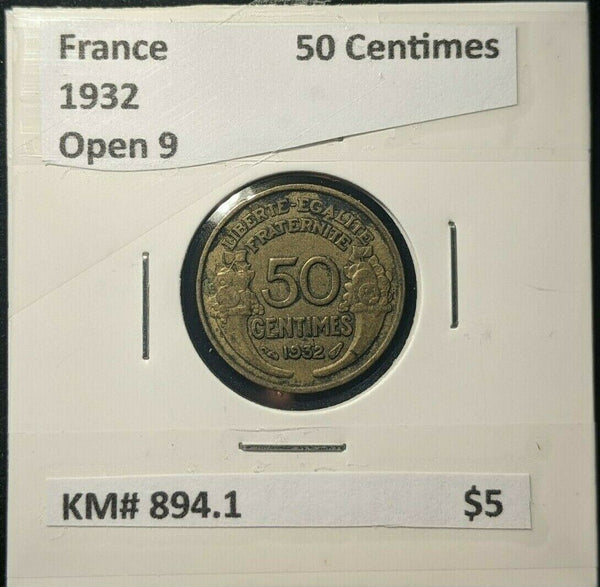 France 50 Centimes
1932
Open 9
LIBERTE-EGALITE
FRATERNITE
50
CENTIMES
1932
KM# 894.1 $5